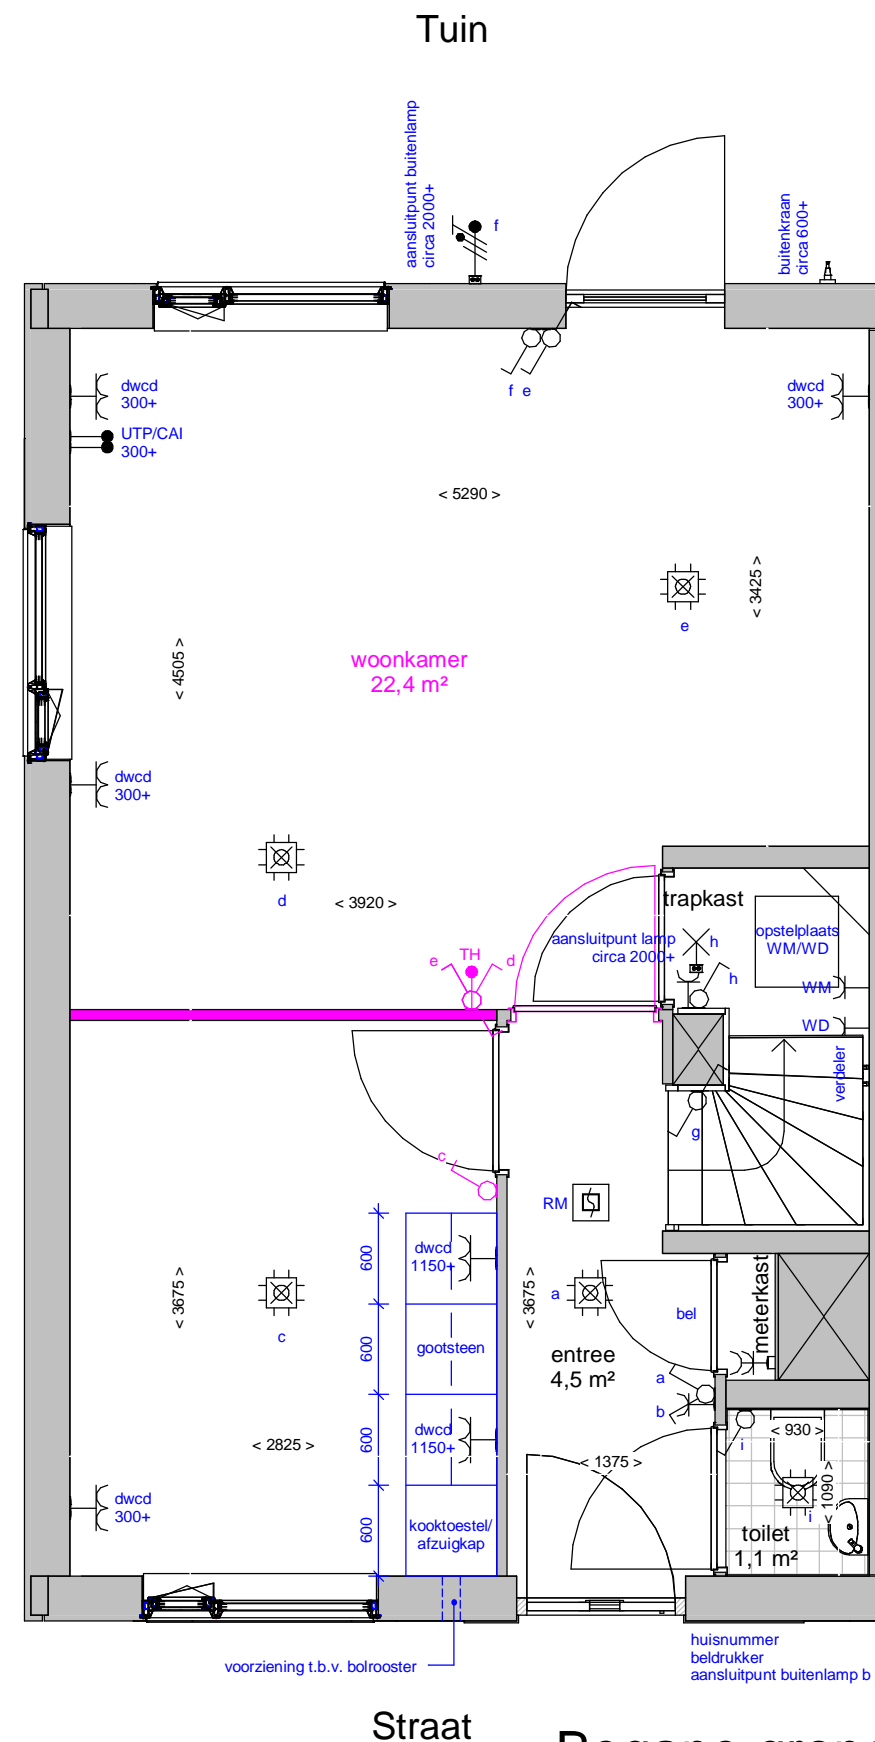 Tuin
aansluitpunt buitenlamp
circa 2000+
f
buitenkraan
circa 600+
f e
dwcd
300+
dwcd
300+
UTP/CAI
300+
< 5290 >
< 3425 >
e
woonkamer
22,4 m²
< 4505 >
dwcd
300+
d
< 3920 >
trapkast
opstelplaats
WM/WD
aansluitpunt lamp
circa 2000+
h
h
TH
e
d
WM
WD
verdeler
g
c
RM
dwcd
1150+
600
< 3675 >
c
< 3675 >
a
bel
meterkast
gootsteen
600
entree
4,5 m²
a
b
dwcd
1150+
600
< 2825 >
< 1375 >
< 930 >
i
< 1090 >
i
dwcd
300+
kooktoestel/
afzuigkap
600
toilet
1,1 m²
voorziening t.b.v. bolrooster
huisnummer
beldrukker
aansluitpunt buitenlamp b
Straat